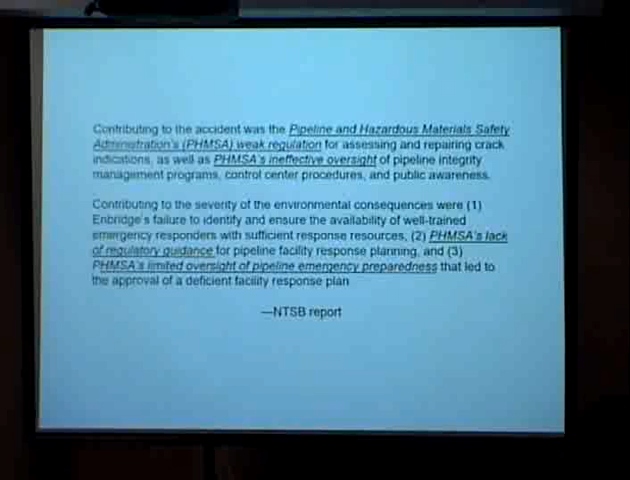 Contributing to the accident was the Pipeline and Hazardous Materials Safety
Administration's (PHMSA) weak regulation for assessing and repairing crack
indications, as well as PHMSA's ineffective oversight of pipeline integrity
management programs, control center procedures, and public awareness.
Contributing to the severity of the environmental consequences were (1)
Enbridge's failure to identify and ensure the availability of well-trained
emergency responders with sufficient response resources, (2) PHMSA's lack
of regulatory guidance for pipeline facility response planning, and (3)
PHMSA's limited oversight of pipeline emergency preparedness that led to
the approval of a deficient facility response plan
—NTSB report